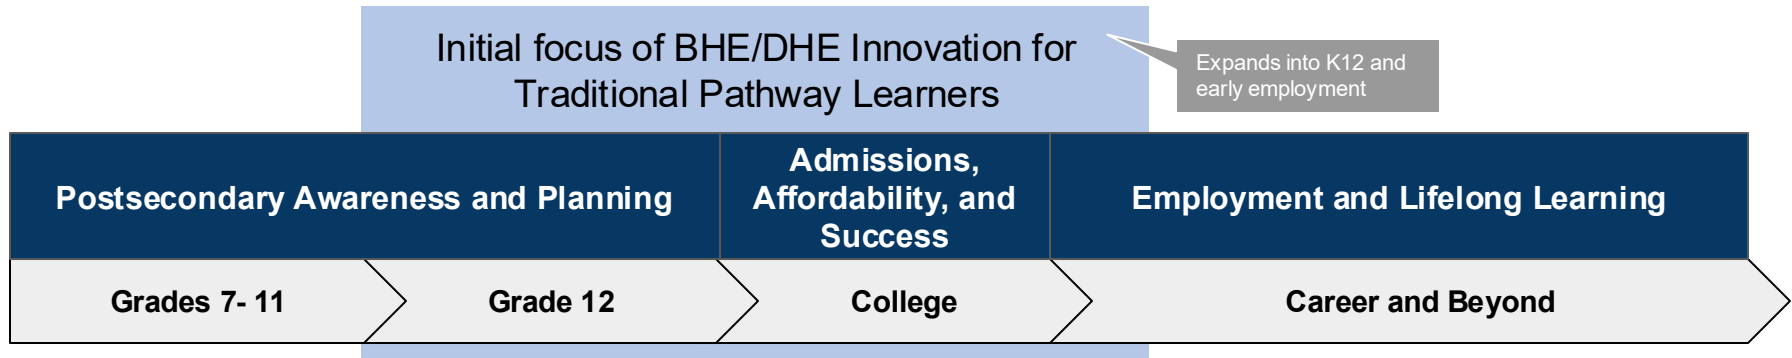 Initial focus of BHE/DHE Innovation for
Traditional Pathway Learners
Expands into K12 and
early employment
Postsecondary Awareness and Planning
Admissions,
Affordability, and
Success
Employment and Lifelong Learning
Grades 7- 11
Grade 12
College
Career and Beyond